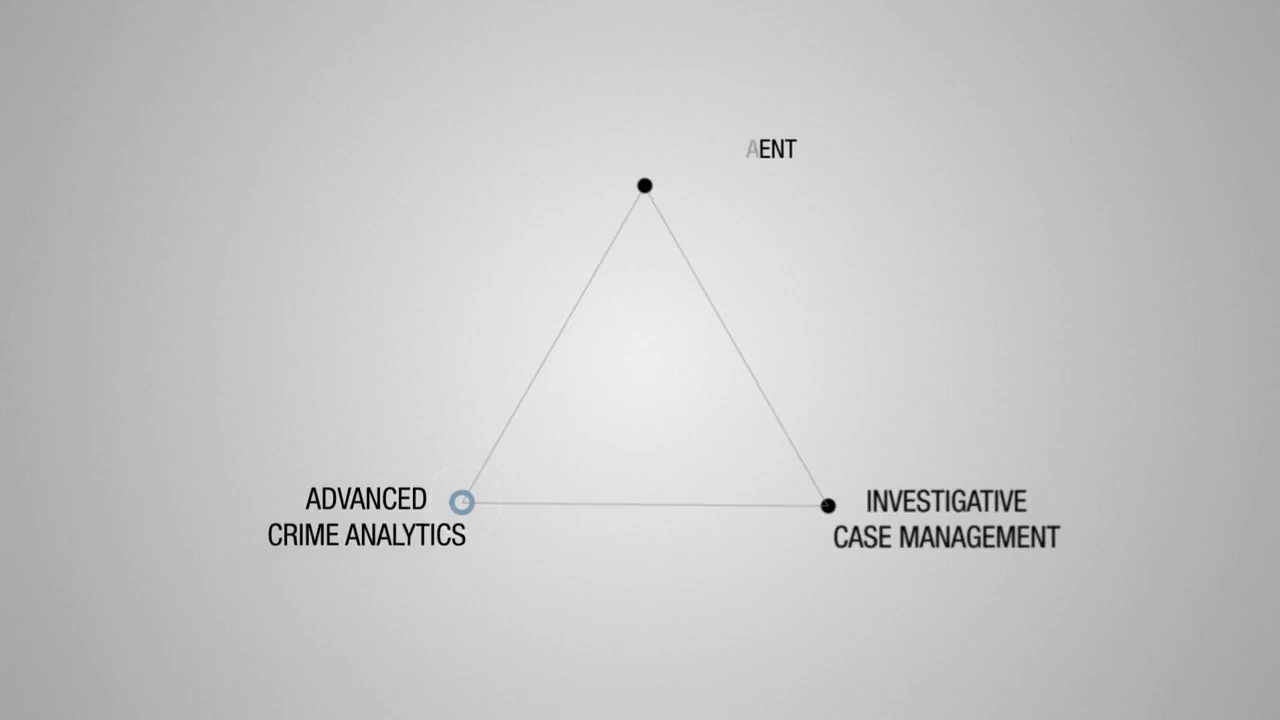 AENT
ADVANCED
CRIME ANALYTICS
INVESTIGATIVE
CASE MANAGEMENT